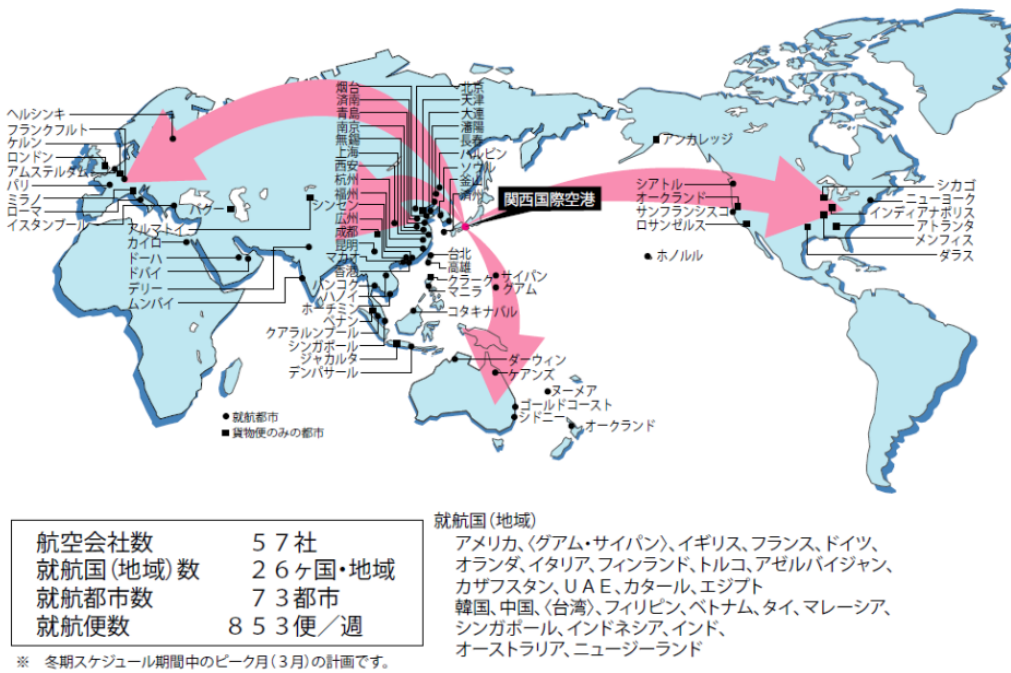 ヘルシンキ
フランクフルト
ケルン
ロンドン
アムステルダム
パリ
ミラノ
ローマ
イスタンブール
バクー
アルマトイ
カイロ
ドーハ
ドバイ
デリー
ムンバイ
烟台
済南
青島
南京
無錫
上海
西安
杭州
福州
シンセン
広州
成都
昆明
マカオ
香港
バンコク
ハノイ
ホーチミン
ペナン
クアラルンプール
シンガポール
ジャカルタ
デンパサール
北京
天津
大連
瀋陽
長春
ハルビン
ソウル
釜山
済州
関西国際空港
台北
高雄
クラーク
マニラ
コタキナバル
サイパン
グアム
ダーウィン
ケアンズ
ヌーメア
ゴールドコースト
シドニー
オークランド
アンカレッジ
シアトル
オークランド
サンフランシスコ
ロサンゼルス
ホノルル
シカゴ
ニューヨーク
インディアナポリス
アトランタ
メンフィス
ダラス
●就航都市
■貨物便のみの都市
航空会社数 ５７社
就航国(地域)数 ２６ヶ国・地域
就航都市数 ７３都市
就航便数 ８５３便／週
※ 冬期スケジュール期間中のピーク月(３月)の計画です。
就航国(地域)
アメリカ、〈グアム・サイパン〉、イギリス、フランス、ドイツ、
オランダ、イタリア、フィンランド、トルコ、アゼルバイジャン、
カザフスタン、ＵＡＥ、カタール、エジプト
韓国、中国、〈台湾〉、フィリピン、ベトナム、タイ、マレーシア、
シンガポール、インドネシア、インド、
オーストラリア、ニュージーランド